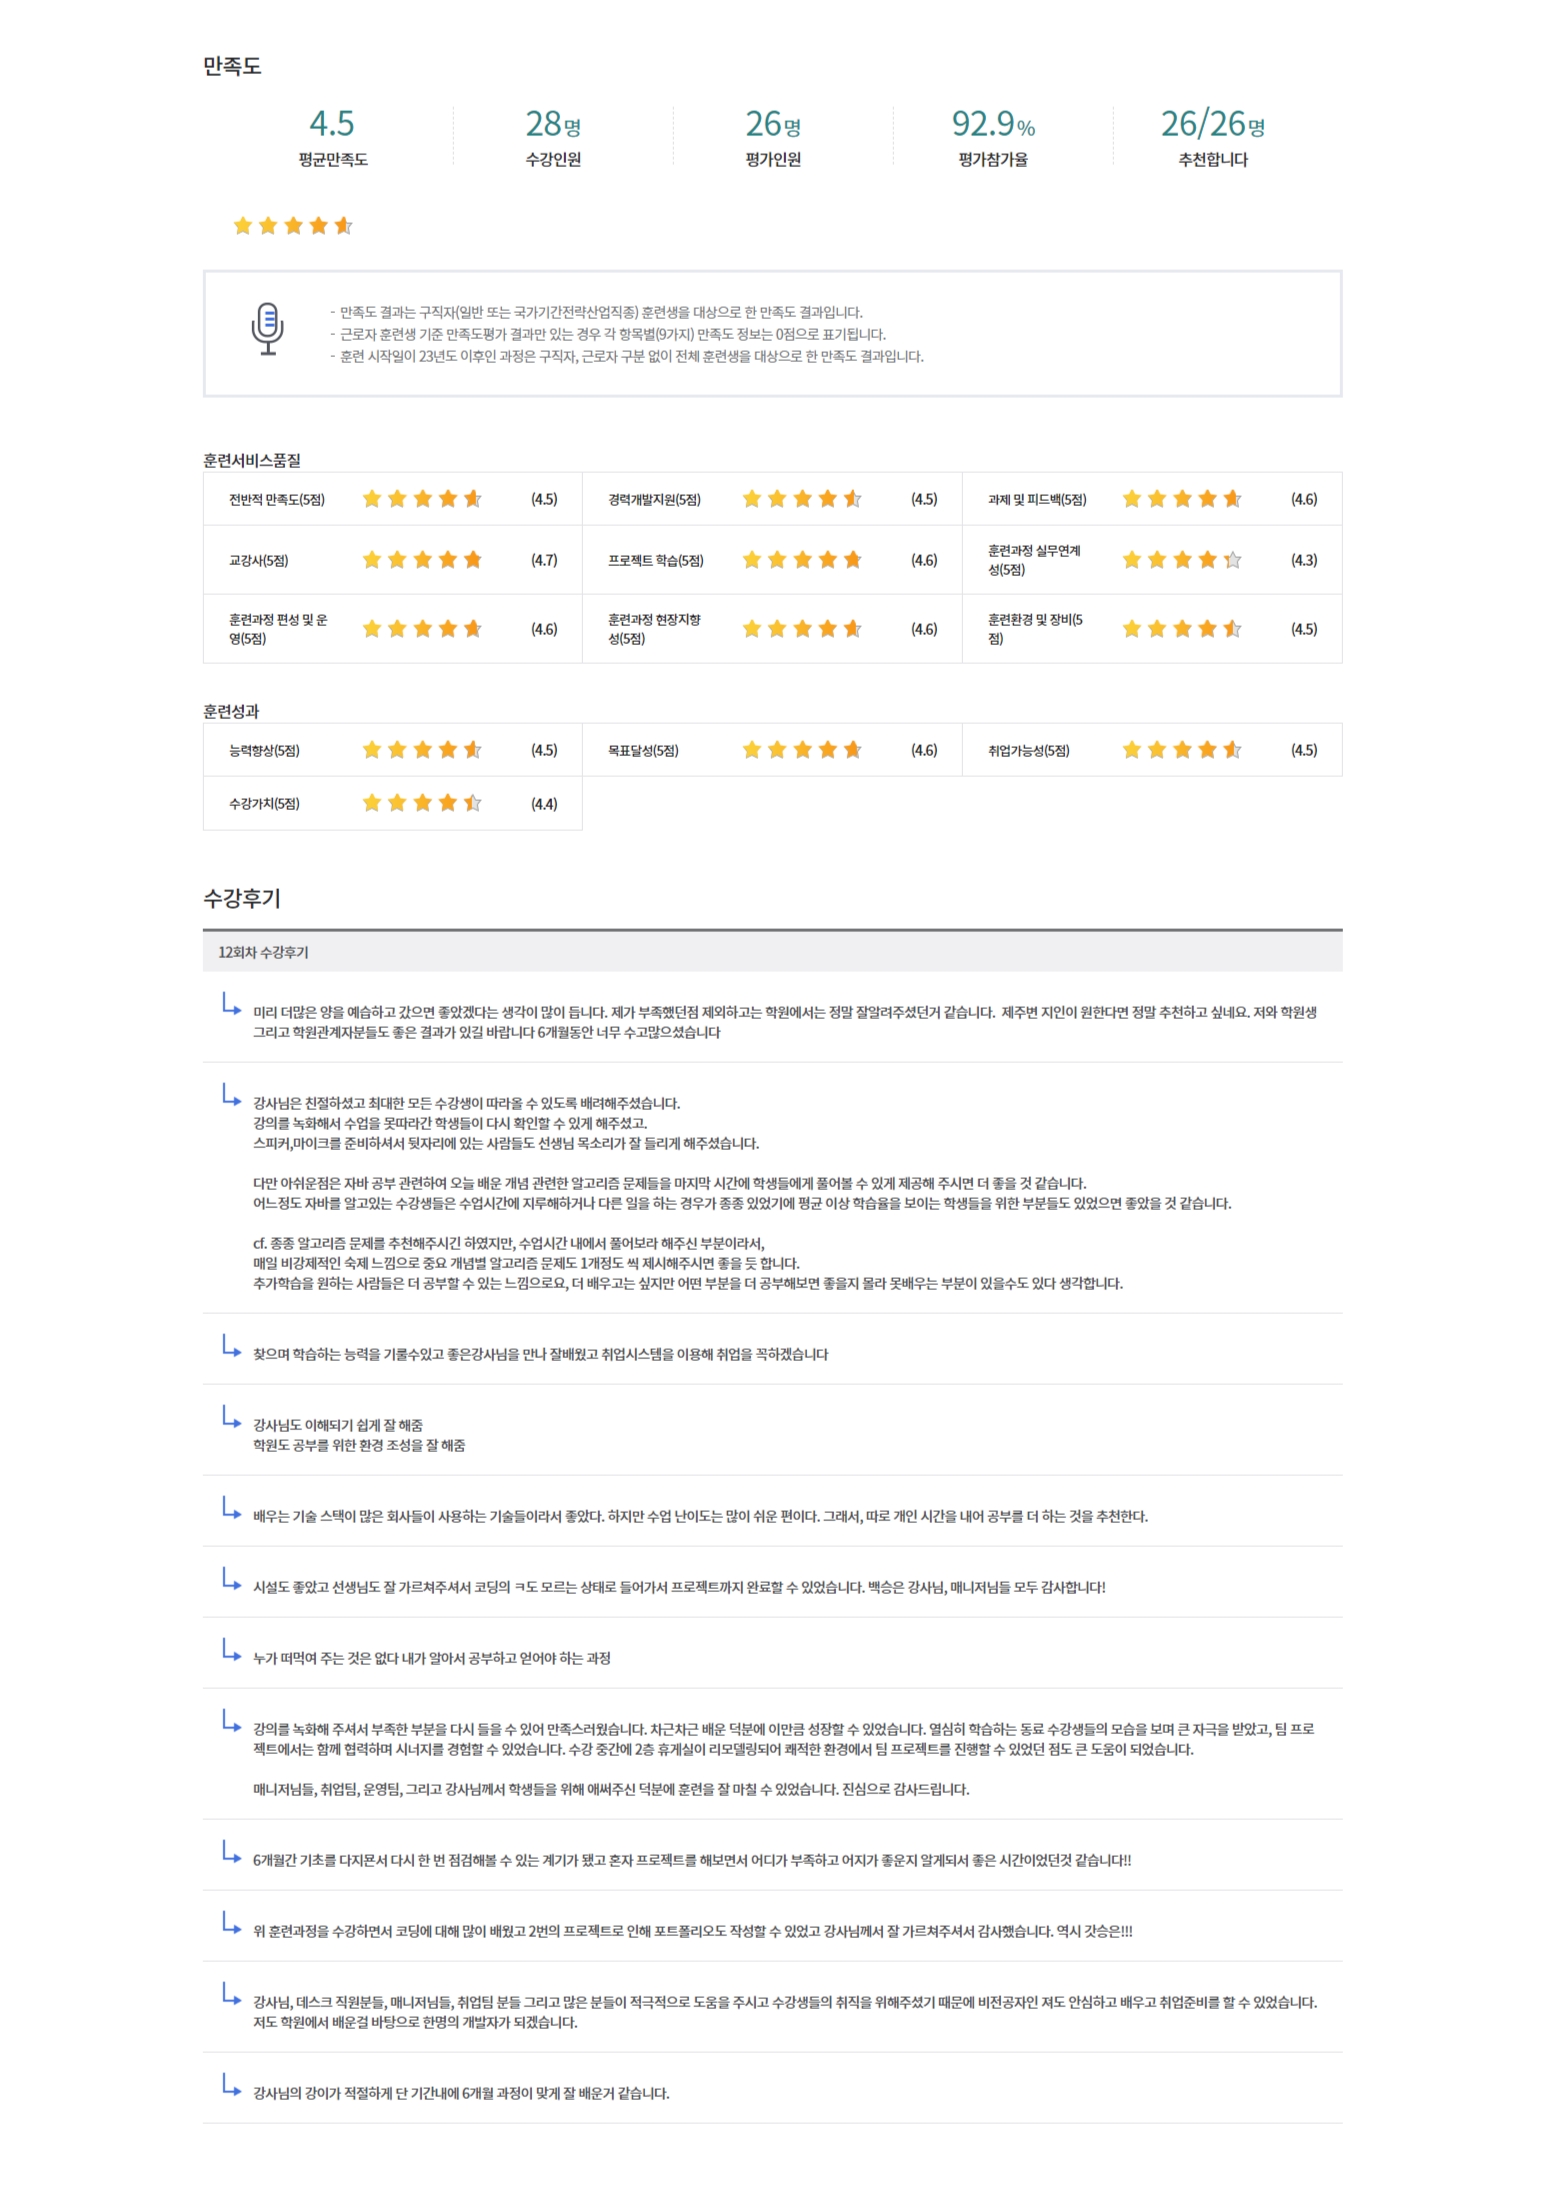 만족도
4.5 28명 26명 92.9% 26/26명
평균만족도 수강인원 평가인원 평가참가율 추천합니다
- 만족도 결과는 구직자(일반 또는 국가기간전략산업직종) 훈련생을 대상으로 한 만족도 결과입니다.
- 근로자 훈련생 기준 만족도평가 결과만 있는 경우 각 항목별(9가지) 만족도 정보는 0점으로 표기됩니다.
- 훈련 시작일이 23년도 이후인 과정은 구직자, 근로자 구분 없이 전체 훈련생을 대상으로 한 만족도 결과입니다.
훈련서비스품질
전반적 만족도(5점) (4.5) 경력개발지원(5점) (4.5) 과제 및 피드백(5점) (4.6)
교강사(5점) (4.7) 프로젝트 학습(5점) (4.6) 훈련과정 실무연계
성(5점) (4.3)
훈련과정 편성 및 운
영(5점) (4.6) 훈련과정 현장지향
성(5점) (4.6) 훈련환경 및 장비(5
점) (4.5)
훈련성과
능력향상(5점) (4.5) 목표달성(5점) (4.6) 취업가능성(5점) (4.5)
수강가치(5점) (4.4)
수강후기
12회차 수강후기
미리 더많은 양을 예습하고 갔으면 좋았겠다는 생각이 많이 듭니다. 제가 부족했던점 제외하고는 학원에서는 정말 잘알려주셨던거 같습니다. 제주변 지인이 원한다면 정말 추천하고 싶네요. 저와 학원생
그리고 학원관계자분들도 좋은 결과가 있길 바랍니다 6개월동안 너무 수고많으셨습니다
강사님은 친절하셨고 최대한 모든 수강생이 따라올 수 있도록 배려해주셨습니다.
강의를 녹화해서 수업을 못따라간 학생들이 다시 확인할 수 있게 해주셨고.
스피커,마이크를 준비하셔서 뒷자리에 있는 사람들도 선생님 목소리가 잘 들리게 해주셨습니다.
다만 아쉬운점은 자바 공부 관련하여 오늘 배운 개념 관련한 알고리즘 문제들을 마지막 시간에 학생들에게 풀어볼 수 있게 제공해 주시면 더 좋을 것 같습니다.
어느정도 자바를 알고있는 수강생들은 수업시간에 지루해하거나 다른 일을 하는 경우가 종종 있었기에 평균 이상 학습율을 보이는 학생들을 위한 부분들도 있었으면 좋았을 것 같습니다.
cf. 종종 알고리즘 문제를 추천해주시긴 하였지만, 수업시간 내에서 풀어보라 해주신 부분이라서,
매일 비강제적인 숙제 느낌으로 중요 개념별 알고리즘 문제도 1개정도 씩 제시해주시면 좋을 듯 합니다.
추가학습을 원하는 사람들은 더 공부할 수 있는 느낌으로요, 더 배우고는 싶지만 어떤 부분을 더 공부해보면 좋을지 몰라 못배우는 부분이 있을수도 있다 생각합니다.
찾으며 학습하는 능력을 기룰수있고 좋은강사님을 만나 잘배웠고 취업시스템을 이용해 취업을 꼭하겠습니다
강사님도 이해되기 쉽게 잘 해줌
학원도 공부를 위한 환경 조성을 잘 해줌
배우는 기술 스택이 많은 회사들이 사용하는 기술들이라서 좋았다. 하지만 수업 난이도는 많이 쉬운 편이다. 그래서, 따로 개인 시간을 내어 공부를 더 하는 것을 추천한다.
시설도 좋았고 선생님도 잘 가르쳐주셔서 코딩의 ㅋ도 모르는 상태로 들어가서 프로젝트까지 완료할 수 있었습니다. 백승은 강사님, 매니저님들 모두 감사합니다!
누가 떠먹여 주는 것은 없다 내가 알아서 공부하고 얻어야 하는 과정
강의를 녹화해 주셔서 부족한 부분을 다시 들을 수 있어 만족스러웠습니다. 차근차근 배운 덕분에 이만큼 성장할 수 있었습니다. 열심히 학습하는 동료 수강생들의 모습을 보며 큰 자극을 받았고, 팀 프로
젝트에서는 함께 협력하며 시너지를 경험할 수 있었습니다. 수강 중간에 2층 휴게실이 리모델링되어 쾌적한 환경에서 팀 프로젝트를 진행할 수 있었던 점도 큰 도움이 되었습니다.
매니저님들, 취업팀, 운영팀, 그리고 강사님께서 학생들을 위해 애써주신 덕분에 훈련을 잘 마칠 수 있었습니다. 진심으로 감사드립니다.
6개월간 기초를 다지욘서 다시 한 번 점검해볼 수 있는 계기가 됐고 혼자 프로젝트를 해보면서 어디가 부족하고 어지가 좋운지 알게되서 좋은 시간이었던것 같습니다!!
위 훈련과정을 수강하면서 코딩에 대해 많이 배웠고 2번의 프로젝트로 인해 포트폴리오도 작성할 수 있었고 강사님께서 잘 가르쳐주셔서 감사했습니다. 역시 갓승은!!!
강사님, 데스크 직원분들, 매니저님들, 취업팀 분들 그리고 많은 분들이 적극적으로 도움을 주시고 수강생들의 취직을 위해주셨기 때문에 비전공자인 져도 안심하고 배우고 취업준비를 할 수 있었습니다.
저도 학원에서 배운걸 바탕으로 한명의 개발자가 되겠습니다.
강사님의 강이가 적절하게 단 기간내에 6개월 과정이 맞게 잘 배운거 같습니다.